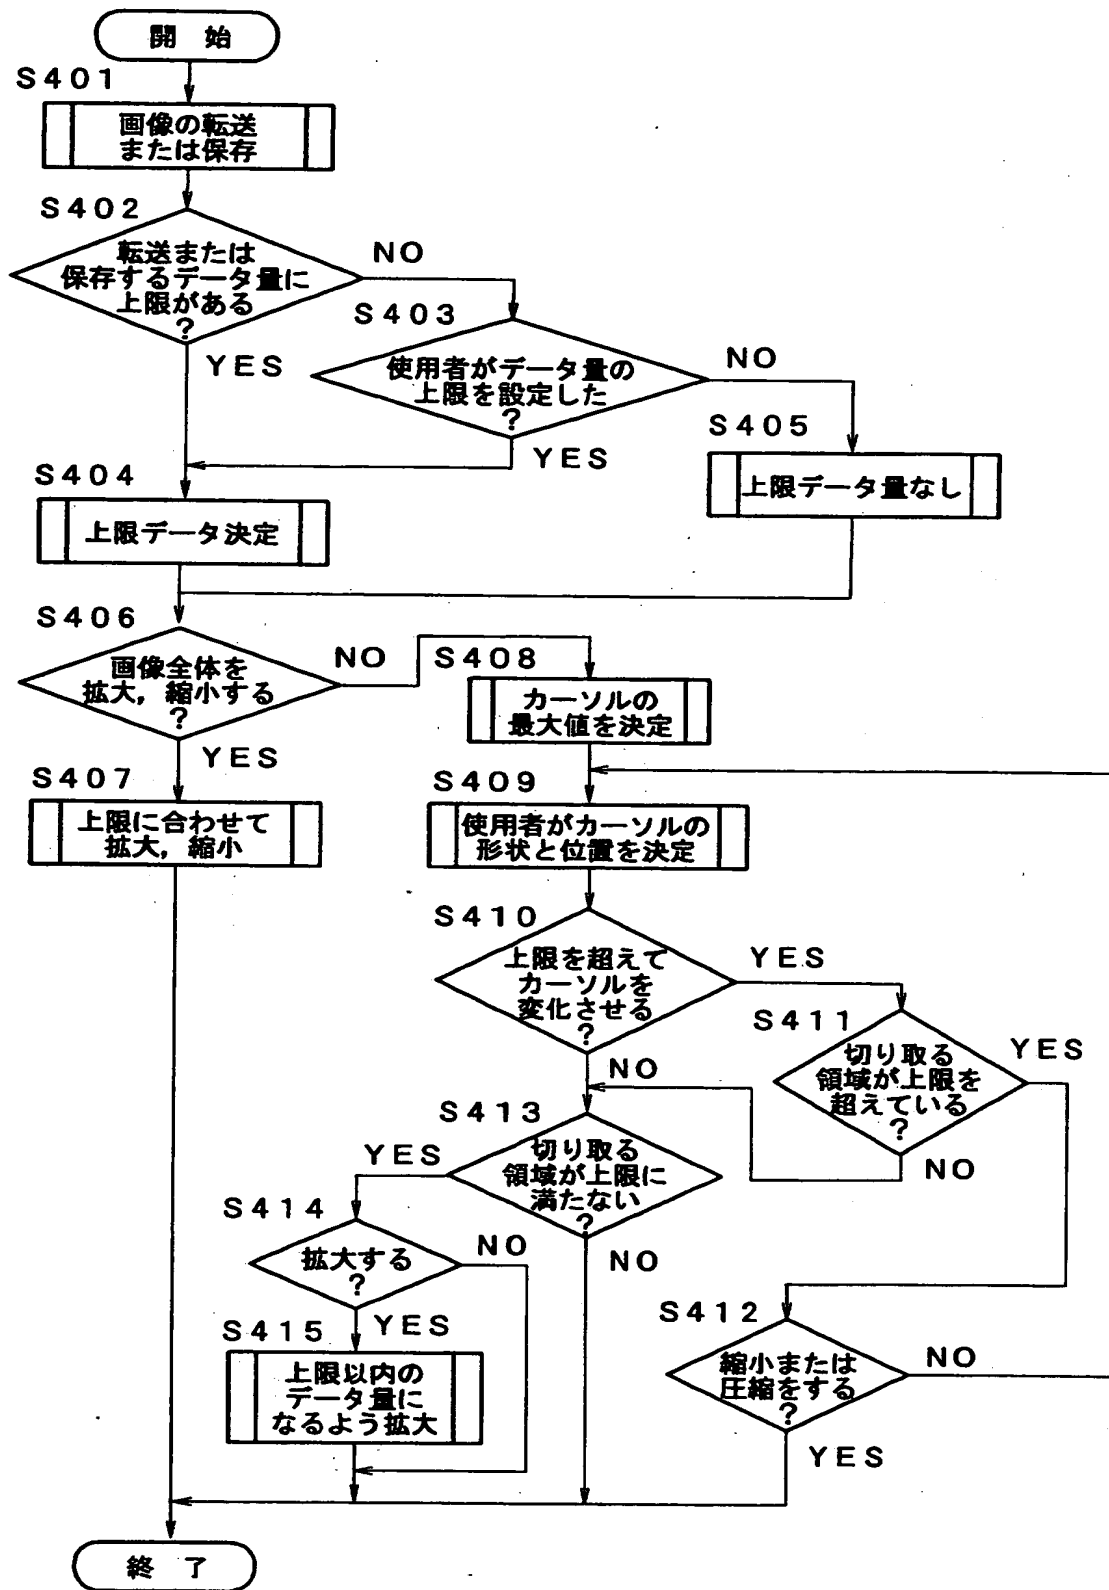 開始
S401
画像の転送
または保存
S402
転送または
保存するデータ量に
上限がある
?
NO
YES
S403
使用者がデータ量の
上限を設定した
?
NO
YES
S405
上限データ量なし
S404
上限データ決定
S406
画像全体を
拡大，縮小する
?
NO
YES
S407
上限に合わせて
拡大，縮小
S408
カーソルの
最大値を決定
S409
使用者がカーソルの
形状と位置を決定
S410
上限を超えて
カーソルを
変化させる
?
YES
NO
S411
切り取る
領域が上限を
超えている
?
YES
NO
S413
切り取る
領域が上限に
満たない
?
YES
NO
S414
拡大する
?
NO
YES
S415
上限以内の
データ量に
なるよう拡大
S412
縮小または
圧縮をする
?
NO
YES
終了